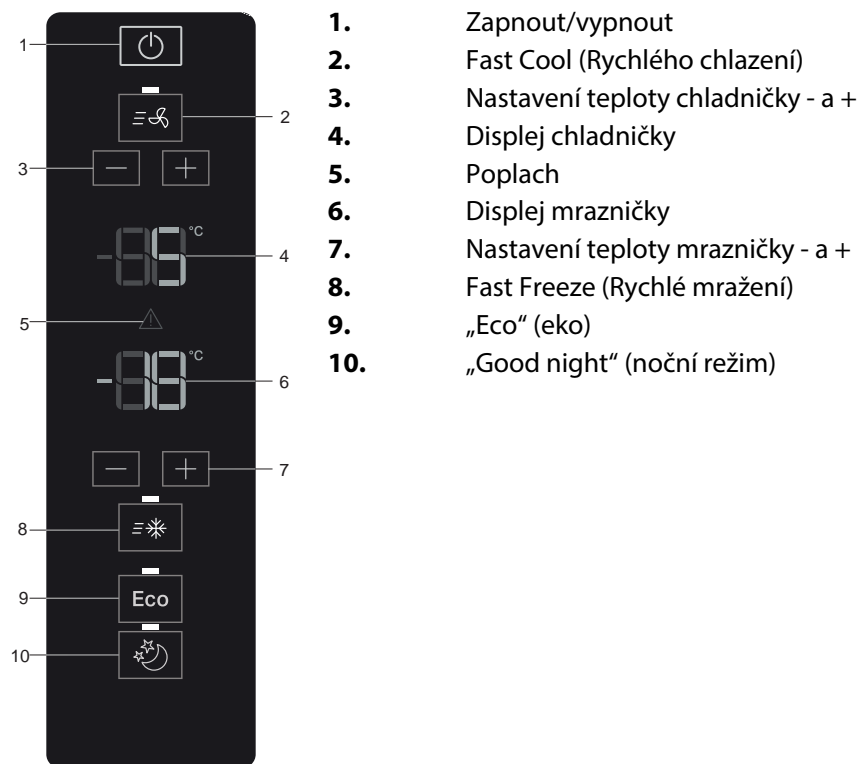 1
2
3
°C
5
4
5
°C
-18
6
7
8
9
Eco
10
1. Zapnout/vypnout
2. Fast Cool (Rychlého chlazení)
3. Nastavení teploty chladničky - a +
4. Displej chladničky
5. Poplach
6. Displej mrazničky
7. Nastavení teploty mrazničky - a +
8. Fast Freeze (Rychlé mražení)
9. „Eco“ (eko)
10. „Good night“ (noční režim)